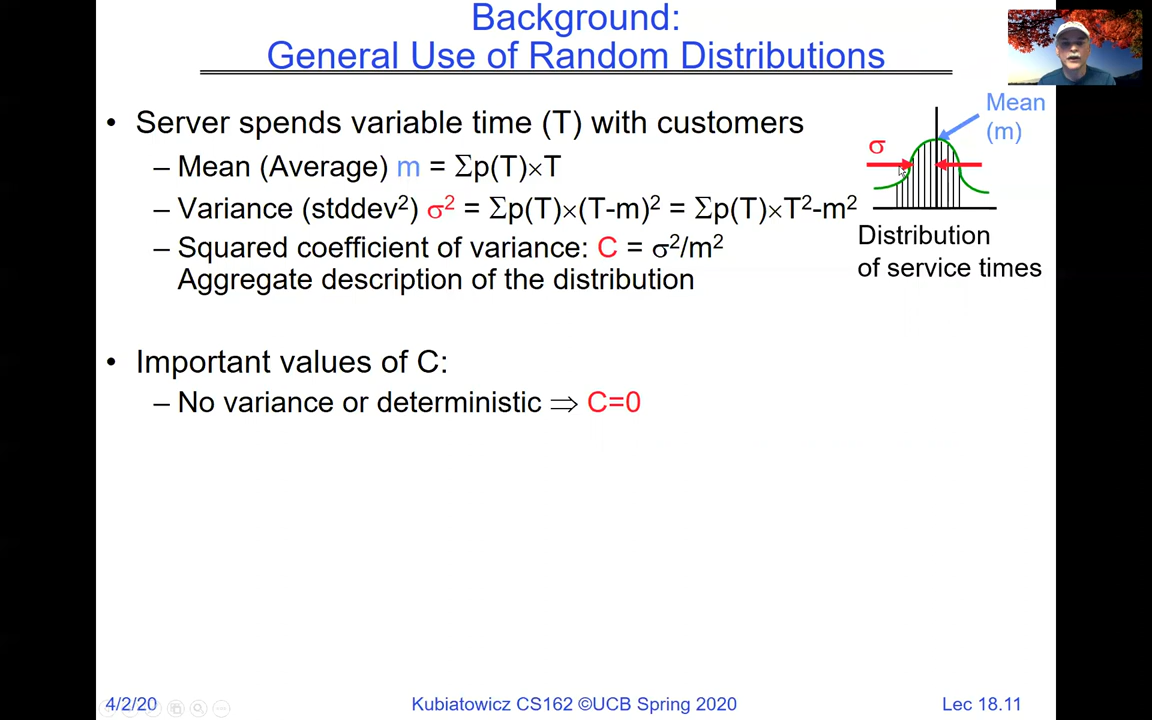 Background:
General Use of Random Distributions
• Server spends variable time (T) with customers
– Mean (Average) m = Σp(T)×T
– Variance (stddev²) σ² = Σp(T)×(T-m)² = Σp(T)×T²-m²
– Squared coefficient of variance: C = σ²/m²
Aggregate description of the distribution
Mean
(m)
σ
Distribution
of service times
• Important values of C:
– No variance or deterministic ⇒ C=0
4/2/20
Kubiatowicz CS162 ©UCB Spring 2020
Lec 18.11